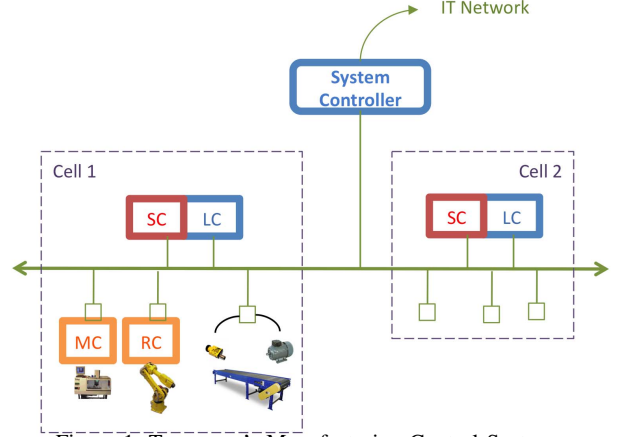 IT Network
System
Controller
Cell 1
Cell 2
SC LC
SC LC
MC RC